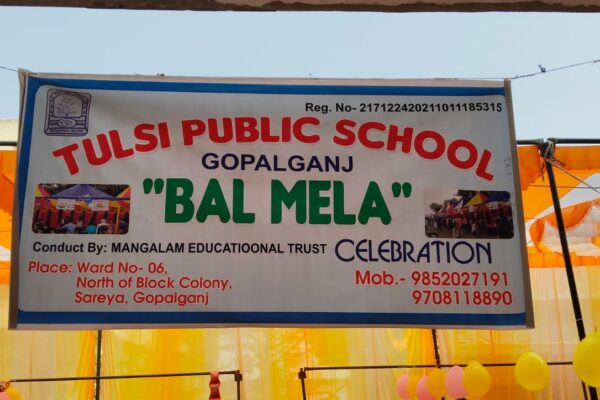 Reg. No- 217122420211011185315
TULSI PUBLIC SCHOOL
GOPALGANJ
"BAL MELA"
Conduct By: MANGALAM EDUCATIOONAL TRUST CELEBRATION
Place: Ward No- 06,
North of Block Colony,
Sareya, Gopalganj
Mob.- 9852027191
9708118890